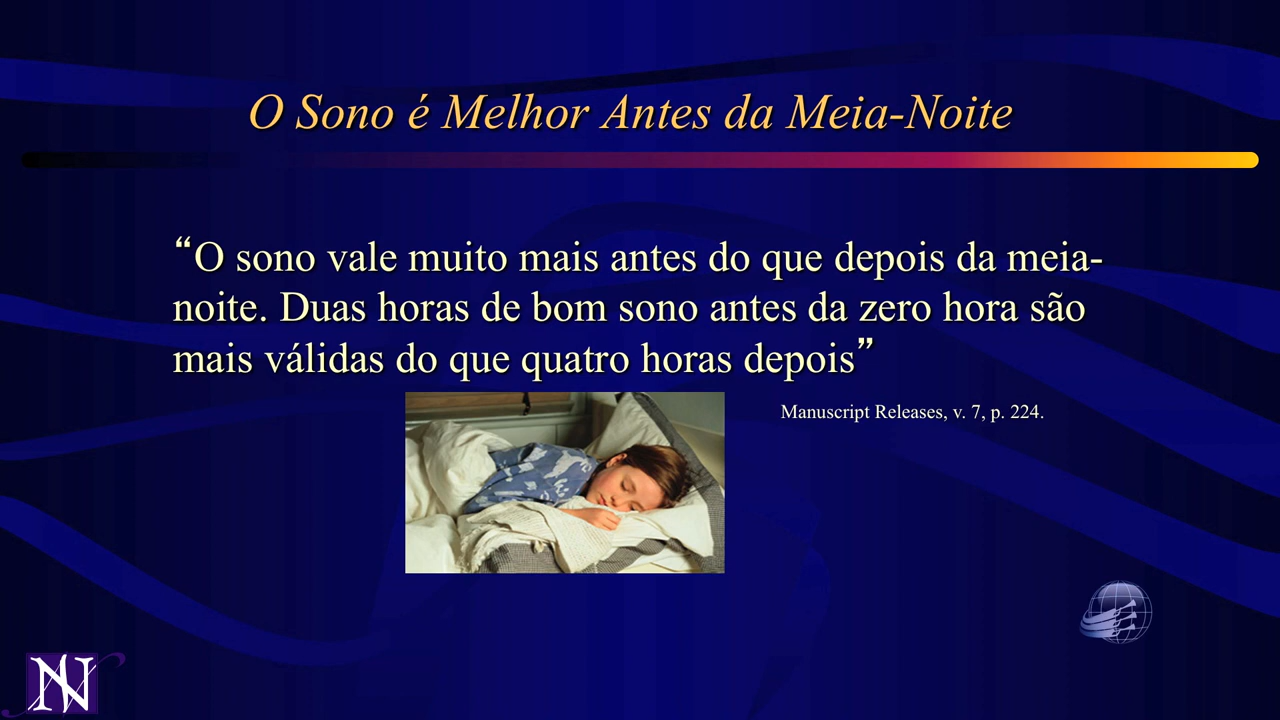 O Sono é Melhor Antes da Meia-Noite
“O sono vale muito mais antes do que depois da meia-
noite. Duas horas de bom sono antes da zero hora são
mais válidas do que quatro horas depois”
Manuscript Releases, v. 7, p. 224.
N